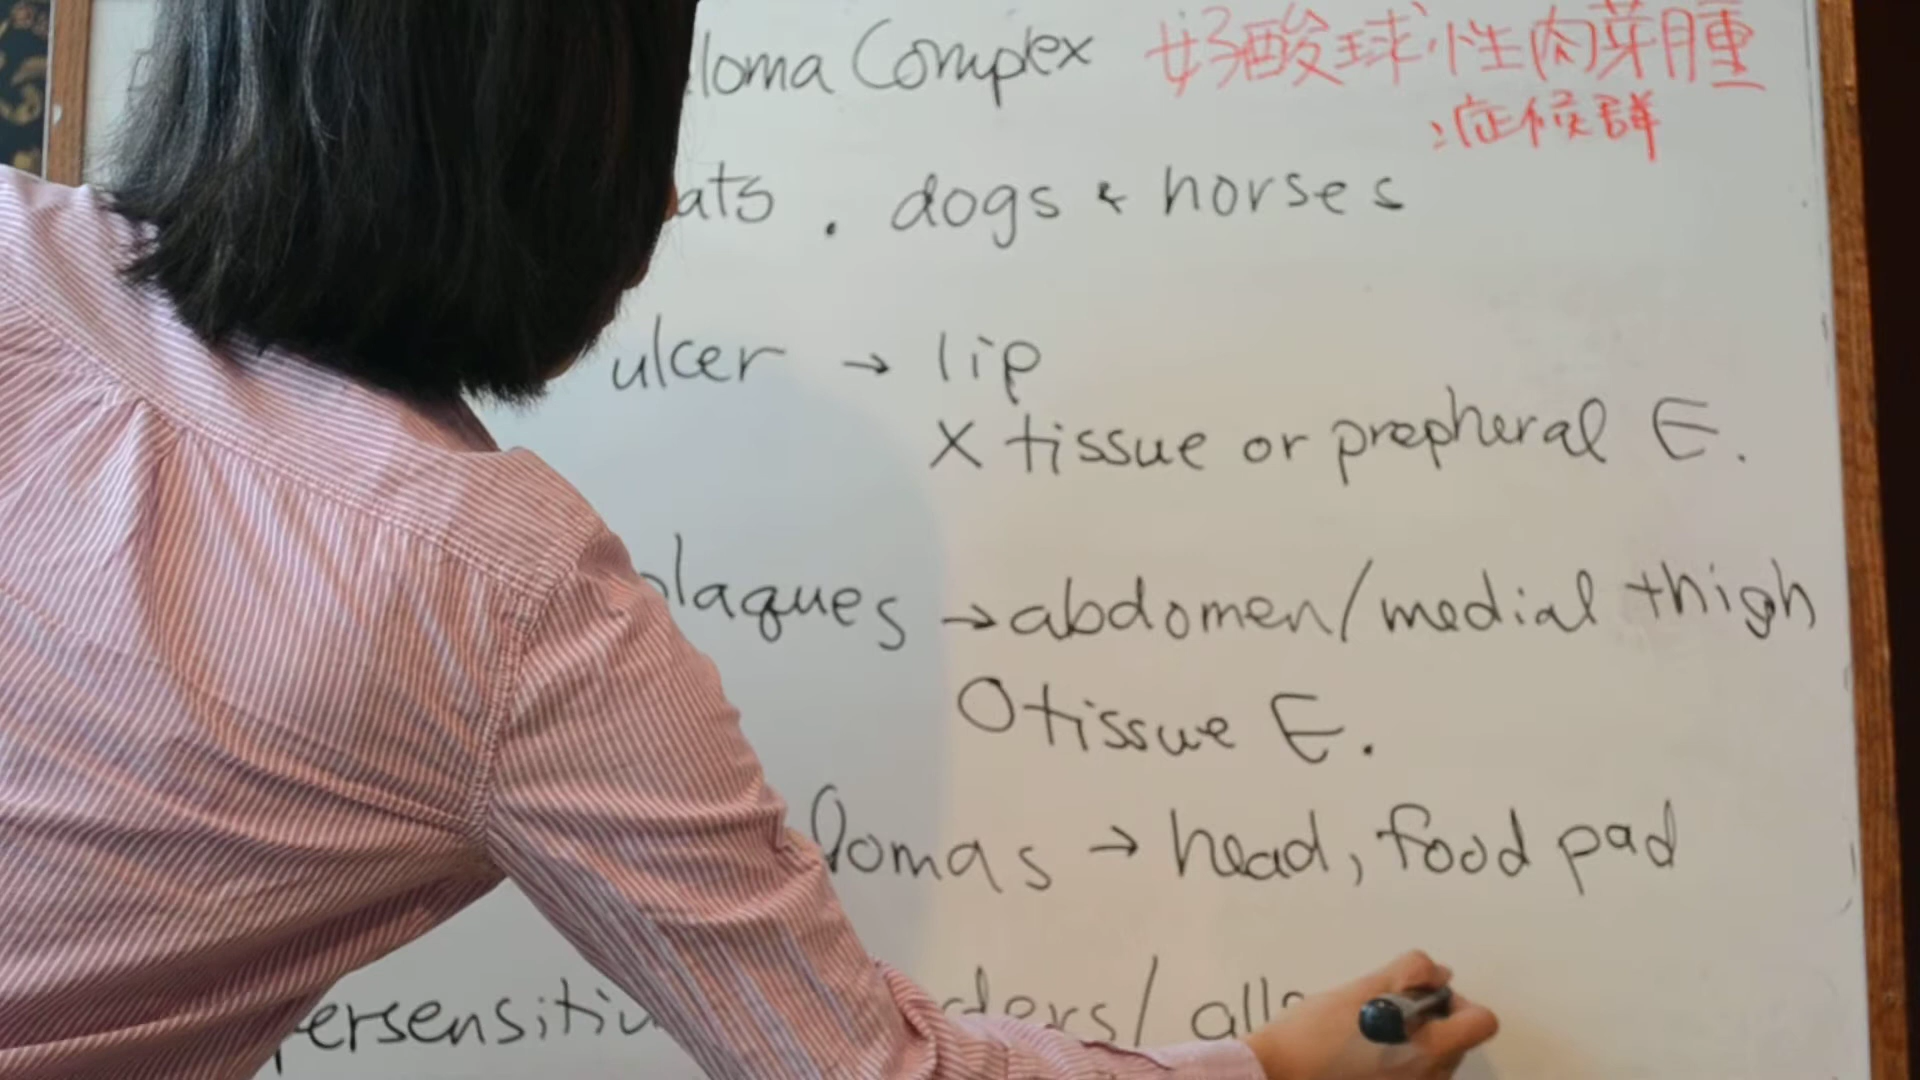 loma Complex 好酸球性肉芽腫
症候群
ats . dogs & horses
ulcer → lip
X tissue or prepheral E.
plaques → abdomen/medial thigh
O tissue E.
lomas → head, food pad
persensitiv ders/ all